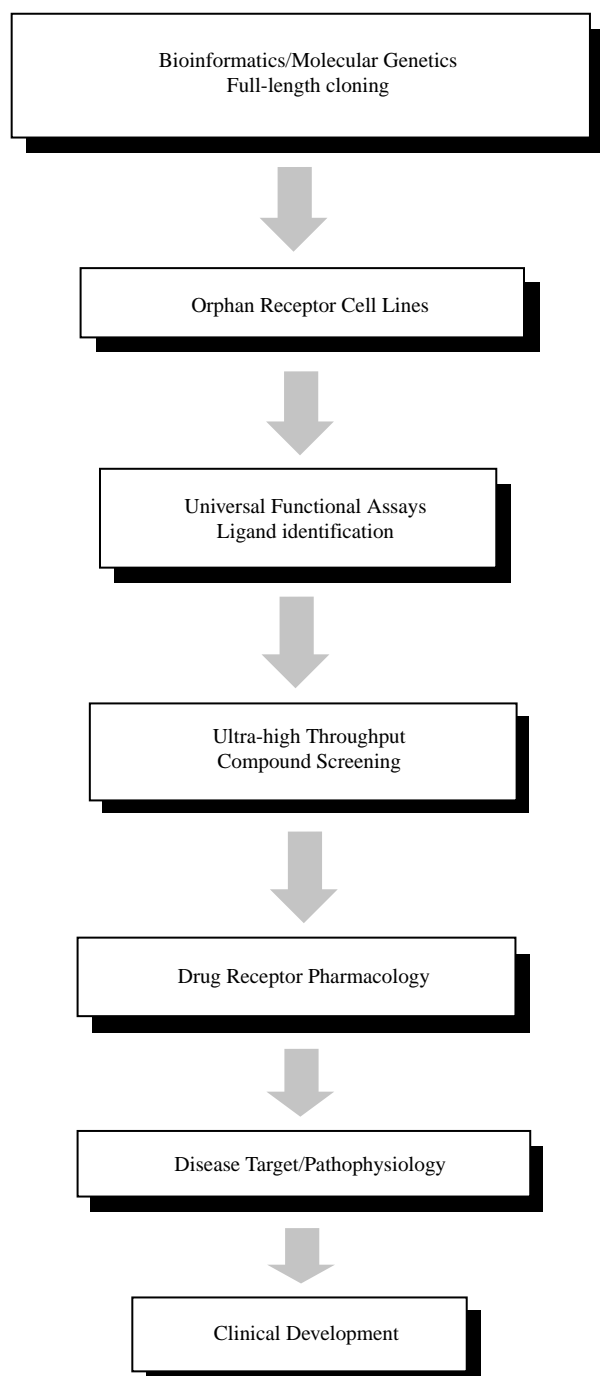 Bioinformatics/Molecular Genetics
Full-length cloning
Orphan Receptor Cell Lines
Universal Functional Assays
Ligand identification
Ultra-high Throughput
Compound Screening
Drug Receptor Pharmacology
Disease Target/Pathophysiology
Clinical Development